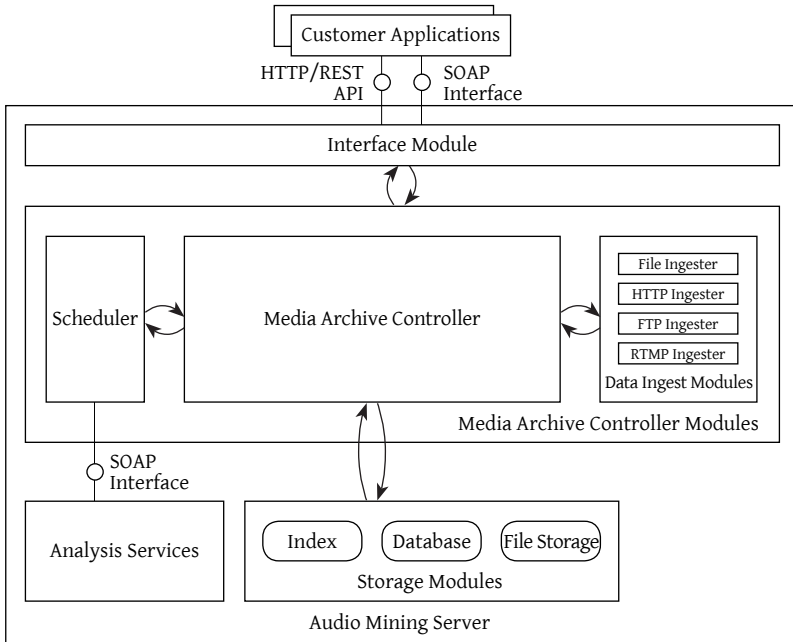 Customer Applications
HTTP/REST
API
SOAP
Interface
Interface Module
Scheduler
Media Archive Controller
File Ingester
HTTP Ingester
FTP Ingester
RTMP Ingester
Data Ingest Modules
Media Archive Controller Modules
SOAP
Interface
Analysis Services
Index
Database
File Storage
Storage Modules
Audio Mining Server